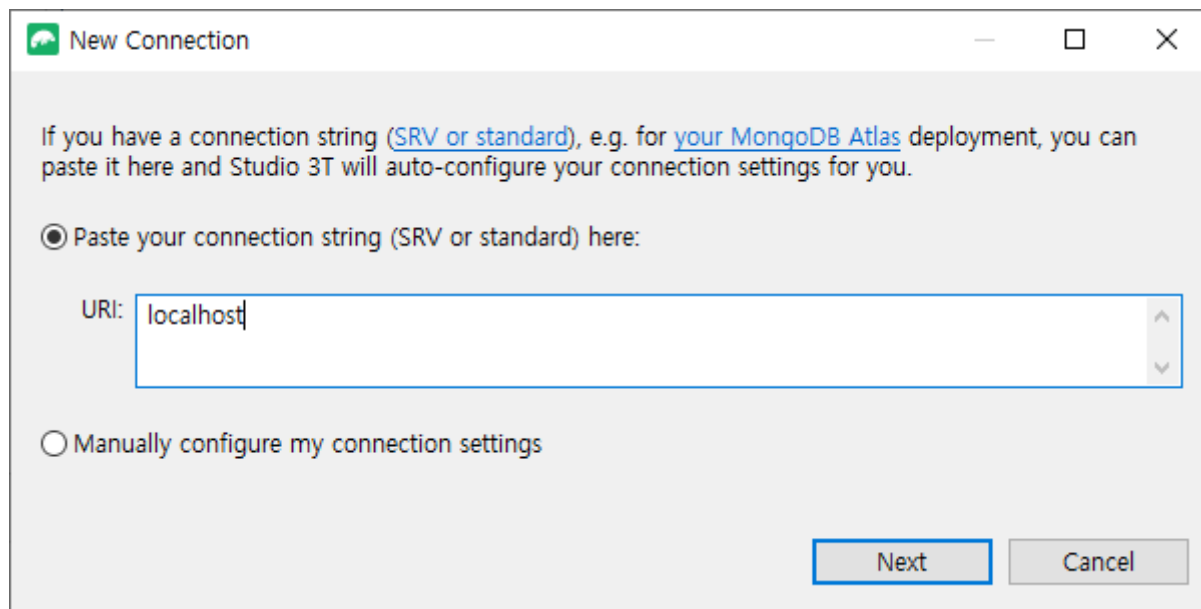 New Connection
If you have a connection string (SRV or standard), e.g. for your MongoDB Atlas deployment, you can
paste it here and Studio 3T will auto-configure your connection settings for you.
Paste your connection string (SRV or standard) here:
URI: localhost
Manually configure my connection settings
Next Cancel